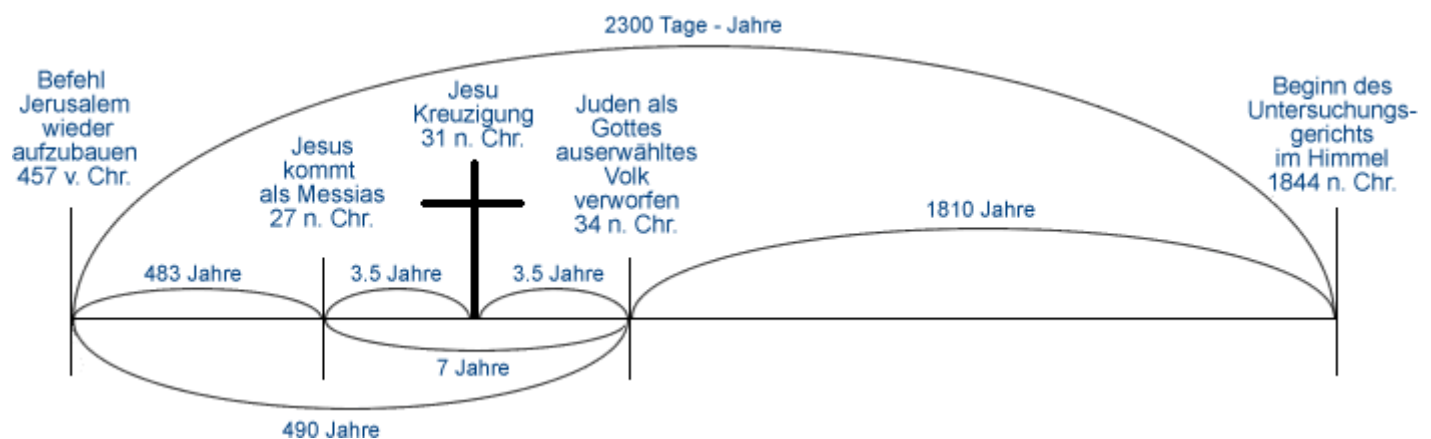 2300 Tage - Jahre
Befehl
Jerusalem
wieder
aufzubauen
457 v. Chr.
Jesus
kommt
als Messias
27 n. Chr.
Jesu
Kreuzigung
31 n. Chr.
Juden als
Gottes
auserwähltes
Volk
verworfen
34 n. Chr.
Beginn des
Untersuchungs-
gerichts
im Himmel
1844 n. Chr.
483 Jahre
3.5 Jahre
3.5 Jahre
1810 Jahre
7 Jahre
490 Jahre